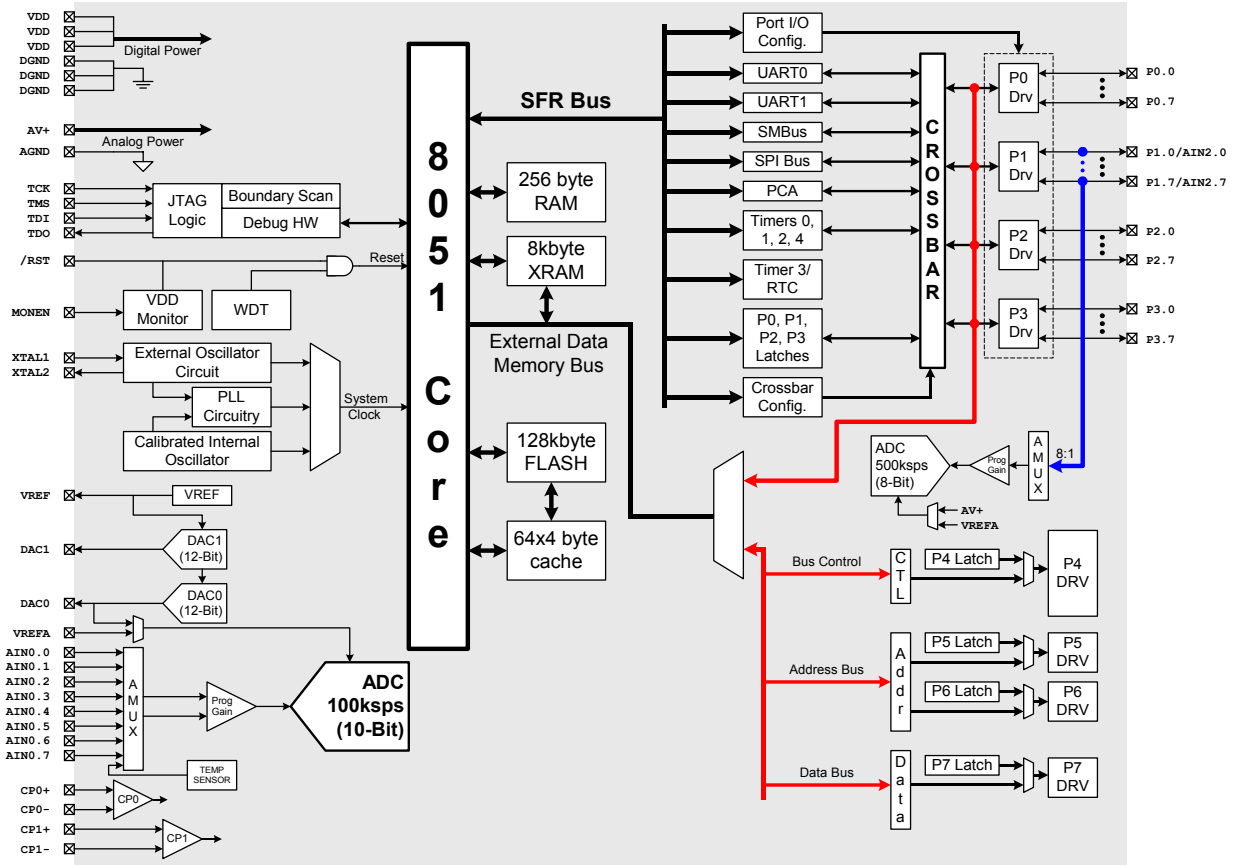 VDD
VDD
VDD
Digital Power
DGND
DGND
DGND
AV+
Analog Power
AGND
TCK
TMS
TDI
TDO
JTAG
Logic
Boundary Scan
Debug HW
/RST
Reset
MONEN
VDD
Monitor
WDT
XTAL1
XTAL2
External Oscillator
Circuit
PLL
Circuitry
Calibrated Internal
Oscillator
System
Clock
VREF
VREF
DAC1
DAC1
(12-Bit)
DAC0
DAC0
(12-Bit)
VREFA
AIN0.0
AIN0.1
AIN0.2
AIN0.3
AIN0.4
AIN0.5
AIN0.6
AIN0.7
AMUX
Prog
Gain
ADC
100ksps
(10-Bit)
TEMP
SENSOR
CP0+
CP0-
CP0
CP1+
CP1-
CP1
8051 Core
SFR Bus
256 byte
RAM
8kbyte
XRAM
External Data
Memory Bus
128kbyte
FLASH
64x4 byte
cache
Port I/O
Config.
UART0
UART1
SMBus
SPI Bus
PCA
Timers 0,
1, 2, 4
Timer 3/
RTC
P0, P1,
P2, P3
Latches
Crossbar
Config.
CROSSBAR
P0
Drv
P1
Drv
P2
Drv
P3
Drv
P0.0
P0.7
P1.0/AIN2.0
P1.7/AIN2.7
P2.0
P2.7
P3.0
P3.7
ADC
500ksps
(8-Bit)
Prog
Gain
AMUX
8:1
AV+
VREFA
Bus Control
CTL
P4 Latch
P4
DRV
Address Bus
Addr
P5 Latch
P5
DRV
P6 Latch
P6
DRV
Data Bus
Data
P7 Latch
P7
DRV